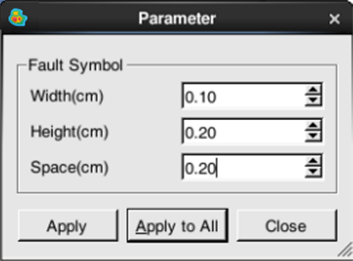 Parameter
Fault Symbol
Width(cm) 0.10
Height(cm) 0.20
Space(cm) 0.20
Apply Apply to All Close